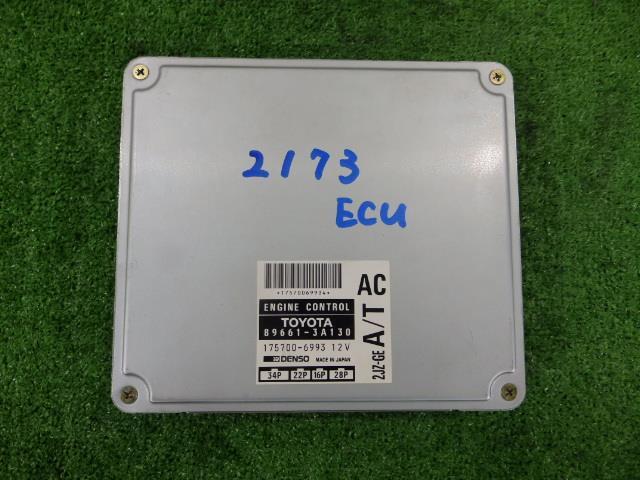 2173
ECU
*17570069934*
AC
ENGINE CONTROL
TOYOTA
89661-3A130
175700-6993 12V
DENSO MADE IN JAPAN
34P 22P 16P 28P
2JZ-GE A/T